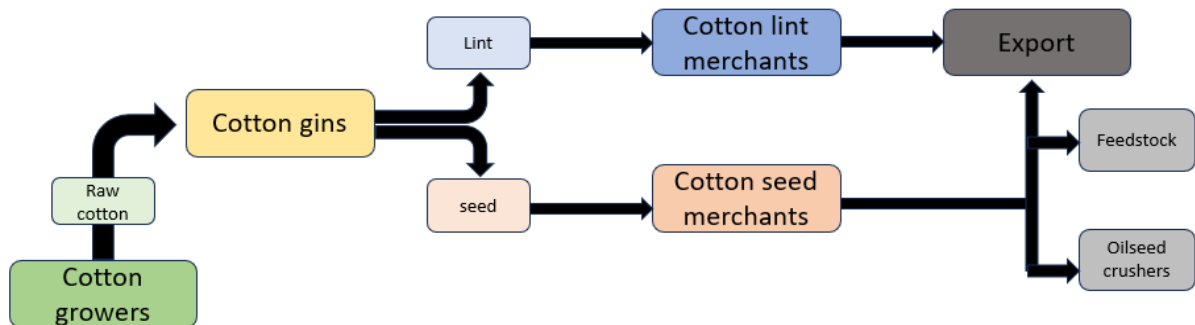 Cotton
growers
Raw
cotton
Cotton gins
Lint
seed
Cotton lint
merchants
Cotton seed
merchants
Export
Feedstock
Oilseed
crushers